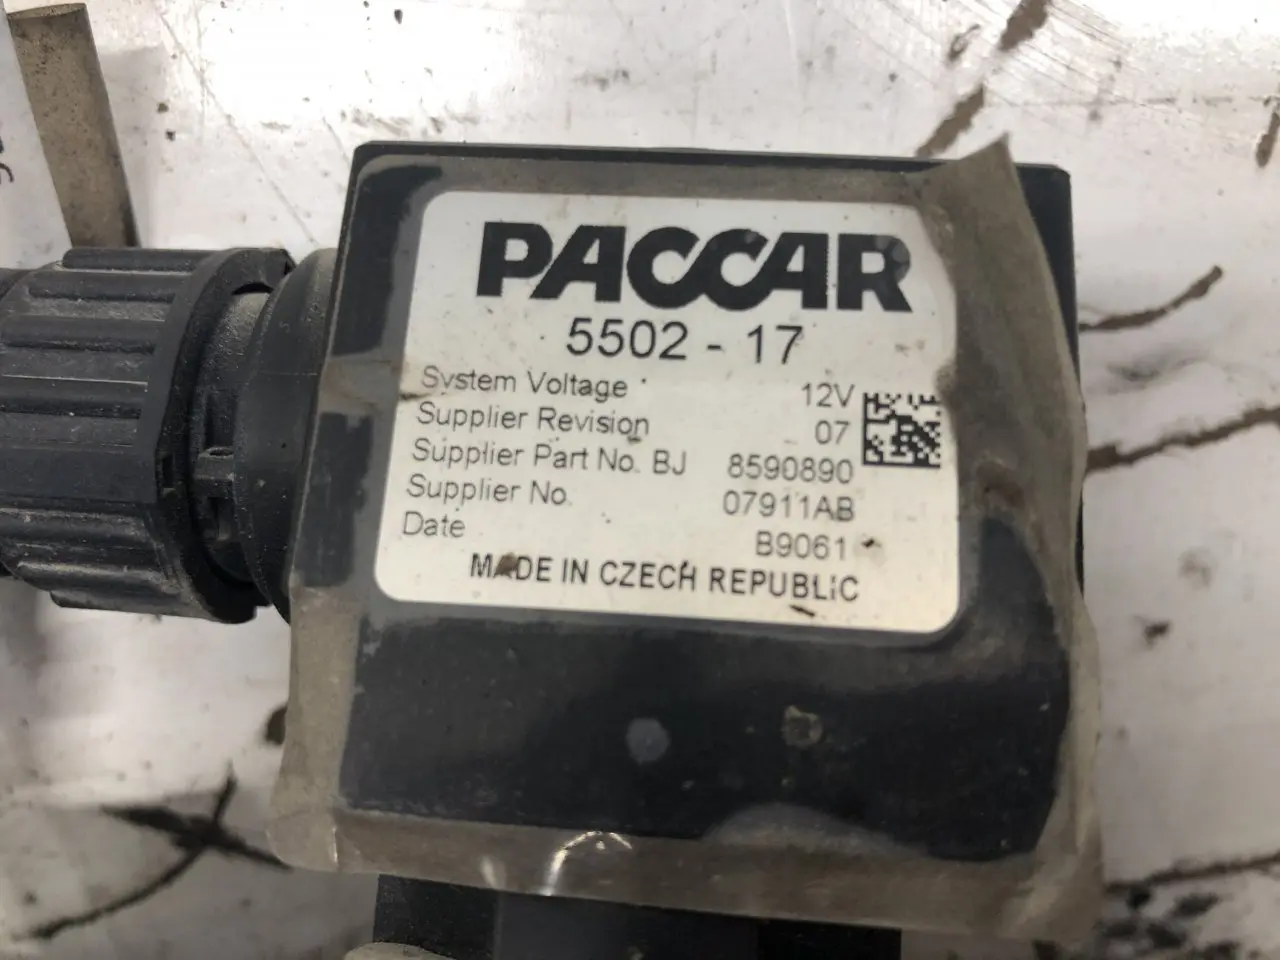 PACCAR
5502 - 17
System Voltage 12V
Supplier Revision 07
Supplier Part No. BJ 8590890
Supplier No. 07911AB
Date B9061
MADE IN CZECH REPUBLIC